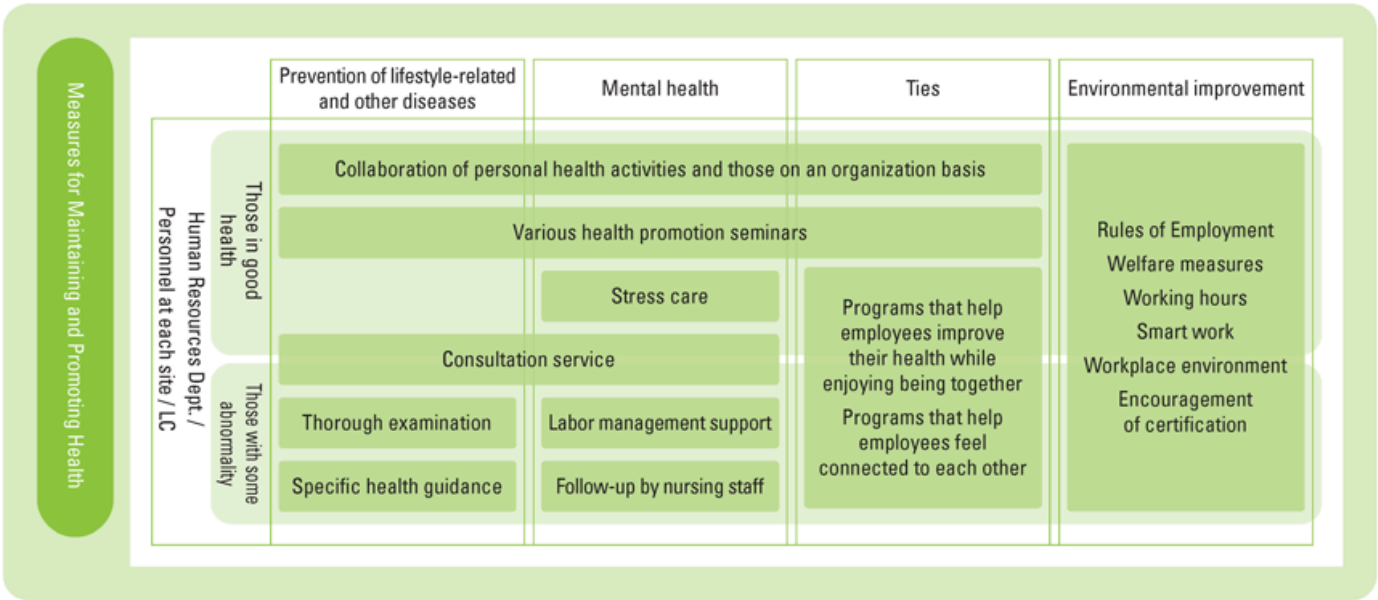 Measures for Maintaining and Promoting Health
Prevention of lifestyle-related
and other diseases
Mental health
Ties
Environmental improvement
Human Resources Dept. /
Personnel at each site / LC
Those in good
health
Those with some
abnormality
Collaboration of personal health activities and those on an organization basis
Various health promotion seminars
Stress care
Consultation service
Thorough examination
Labor management support
Specific health guidance
Follow-up by nursing staff
Programs that help
employees improve
their health while
enjoying being together
Programs that help
employees feel
connected to each other
Rules of Employment
Welfare measures
Working hours
Smart work
Workplace environment
Encouragement
of certification